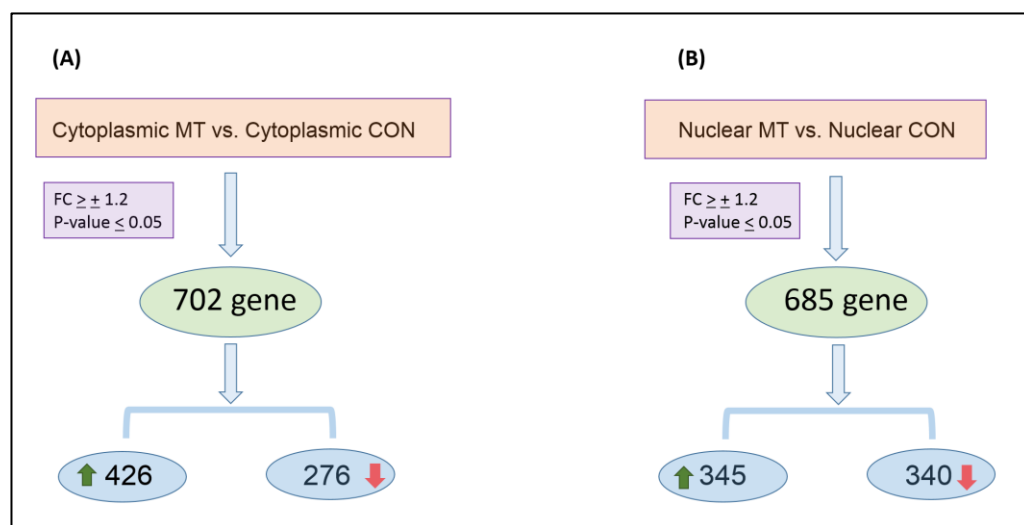 (A)
Cytoplasmic MT vs. Cytoplasmic CON
FC ≥ ± 1.2
P-value ≤ 0.05
702 gene
426
276
(B)
Nuclear MT vs. Nuclear CON
FC ≥ ± 1.2
P-value ≤ 0.05
685 gene
345
340